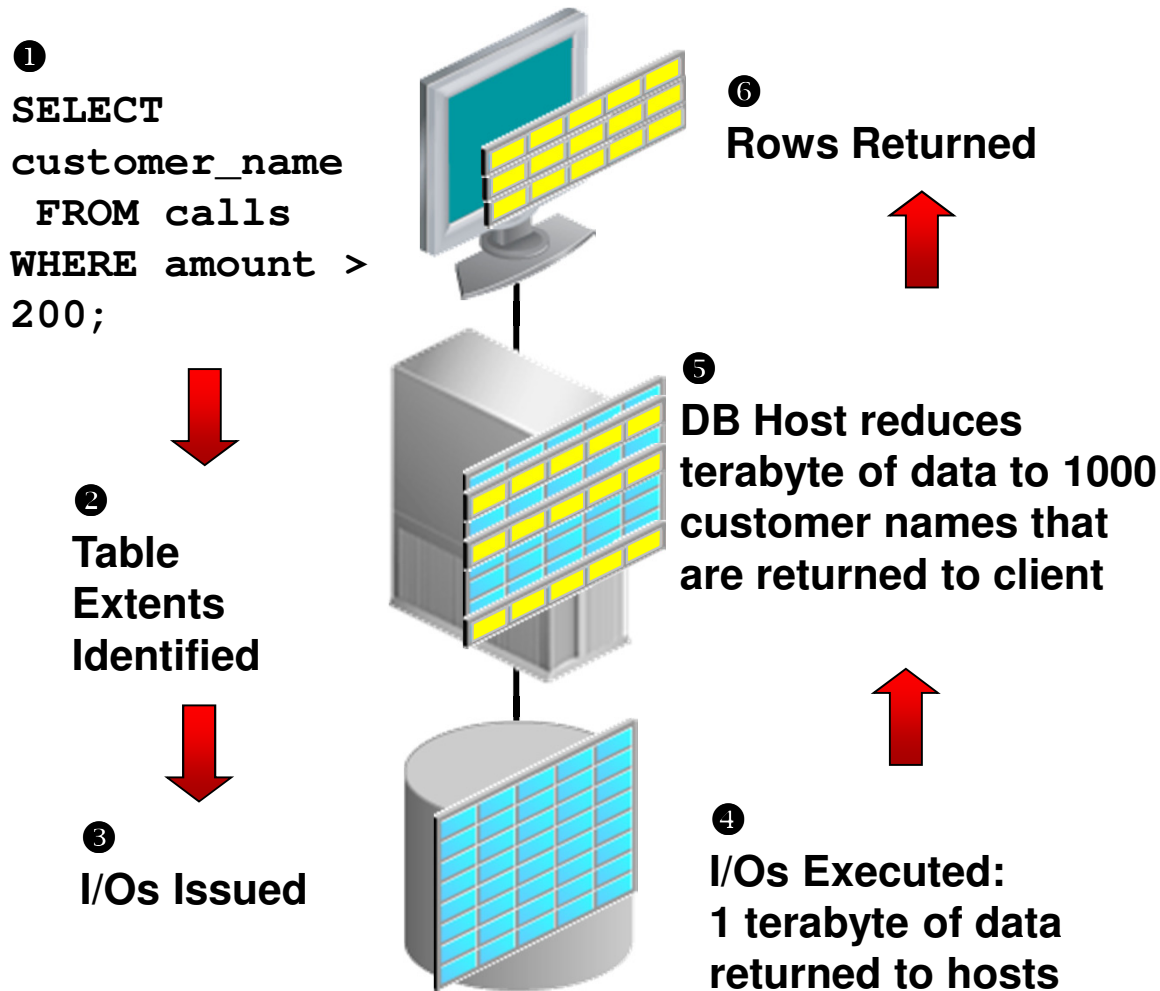 ❶
SELECT
customer_name
FROM calls
WHERE amount >
200;
❷
Table
Extents
Identified
❸
I/Os Issued
❹
I/Os Executed:
1 terabyte of data
returned to hosts
❺
DB Host reduces
terabyte of data to 1000
customer names that
are returned to client
❻
Rows Returned